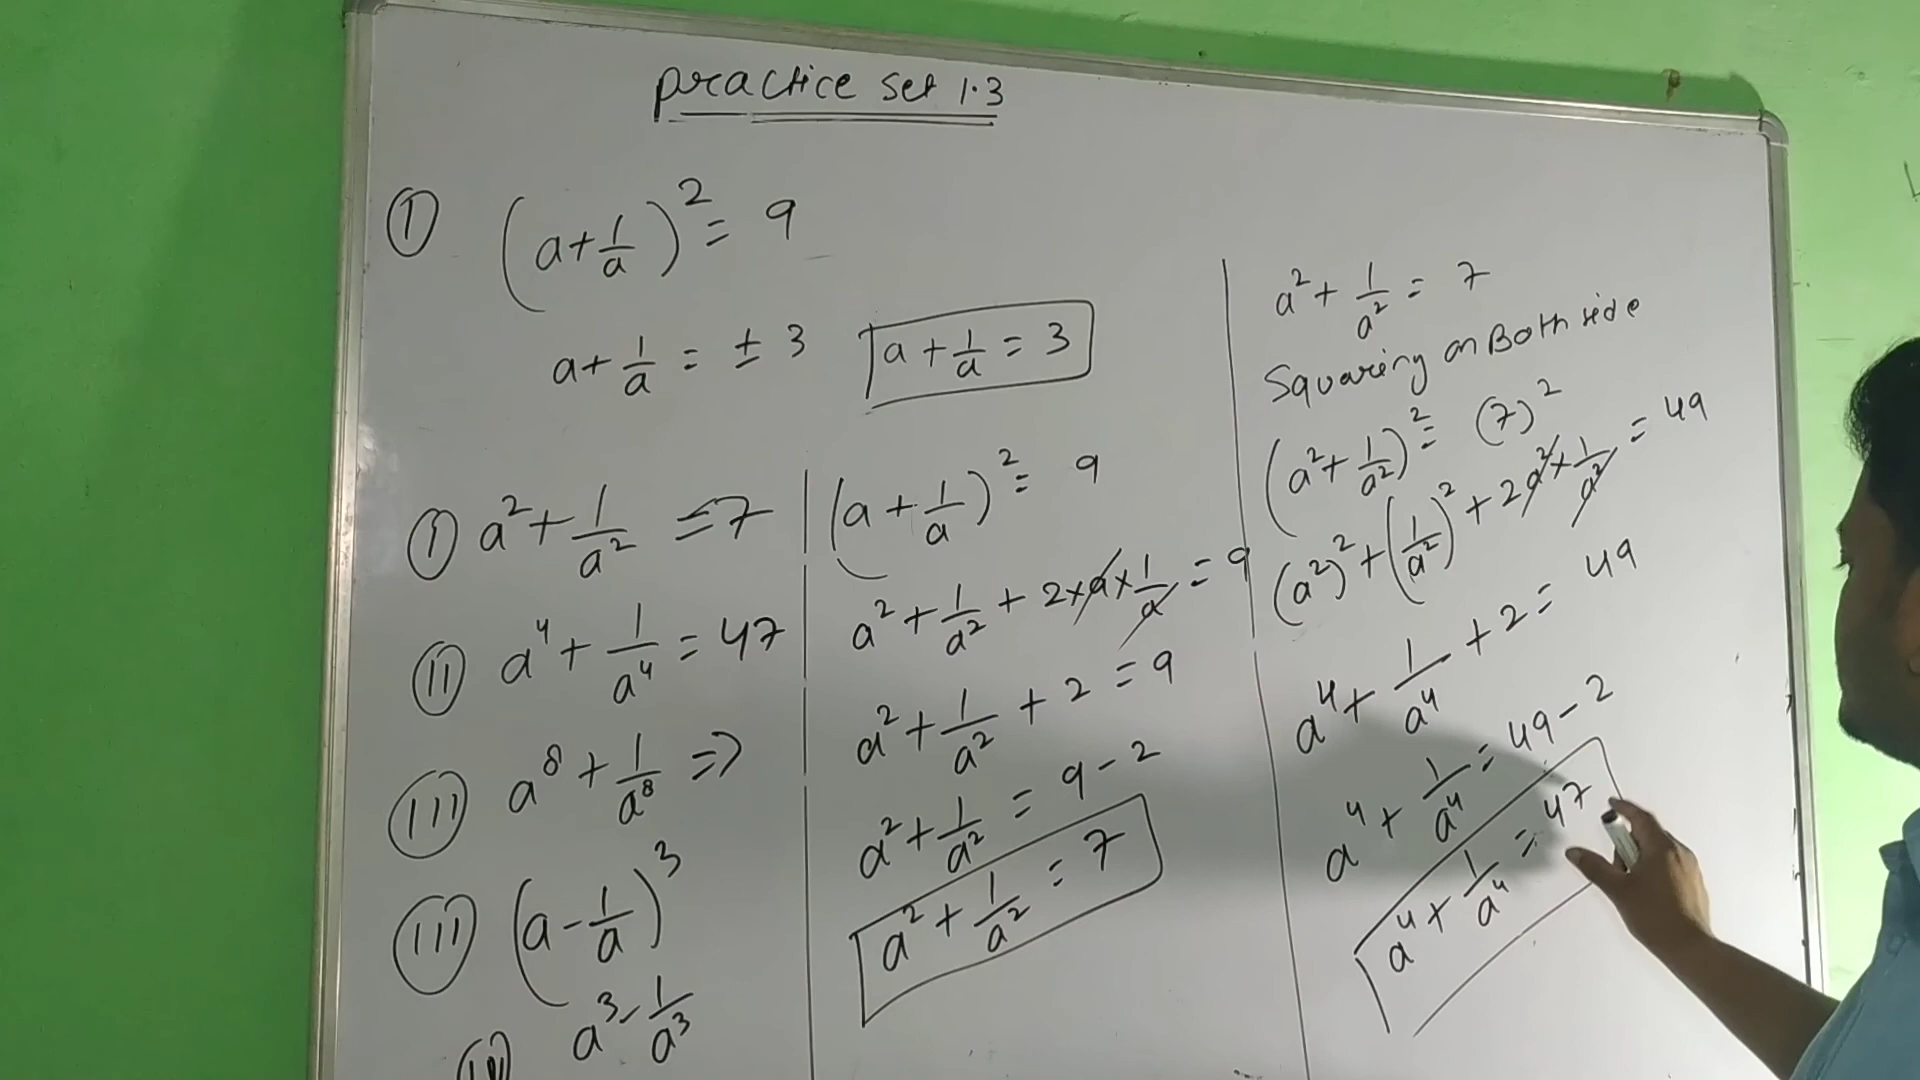 practice set 1.3
① (a+1/a)² = 9
a+1/a = ± 3
a+1/a = 3
① a²+1/a² = 7
⑪ a⁴+1/a⁴ = 47
(111) a⁸+1/a⁸ ⇒
(111) (a-1/a)³
a³-1/a³
(a+1/a)² = 9
a²+1/a²+2×a×1/a = 9
a²+1/a²+2 = 9
a²+1/a² = 9-2
a²+1/a² = 7
a²+1/a² = 7
Squaring on Both side
(a²+1/a²)² = (7)²
(a²)²+(1/a²)²+2a²×1/a² = 49
a⁴+1/a⁴+2 = 49
a⁴+1/a⁴ = 49-2
a⁴+1/a⁴ = 47